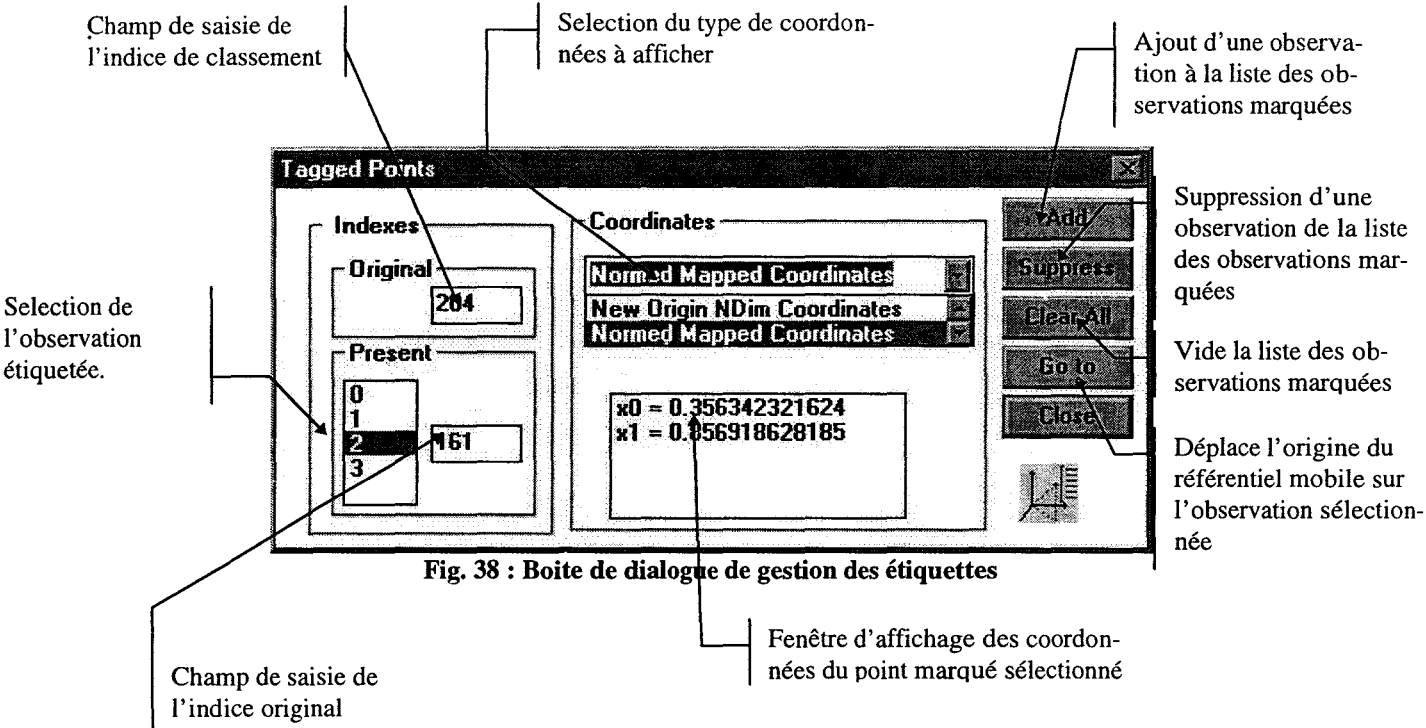 Champ de saisie de
l'indice de classement
Selection du type de coordon-
nées à afficher
Ajout d'une observa-
tion à la liste des ob-
servations marquées
Tagged Points
Indexes
Original
204
Present
0
1
2
3
161
Coordinates
Normed Mapped Coordinates
New Origin NDim Coordinates
Normed Mapped Coordinates
x0 = 0.356342321624
x1 = 0.856918628185
Add
Suppress
Clear All
Go to
Close
Selection de
l'observation
étiquetée.
Suppression d'une
observation de la liste
des observations mar-
quées
Vide la liste des ob-
servations marquées
Déplace l'origine du
référentiel mobile sur
l'observation sélection-
née
Fig. 38 : Boite de dialogue de gestion des étiquettes
Fenêtre d'affichage des coordon-
nées du point marqué sélectionné
Champ de saisie de
l'indice original